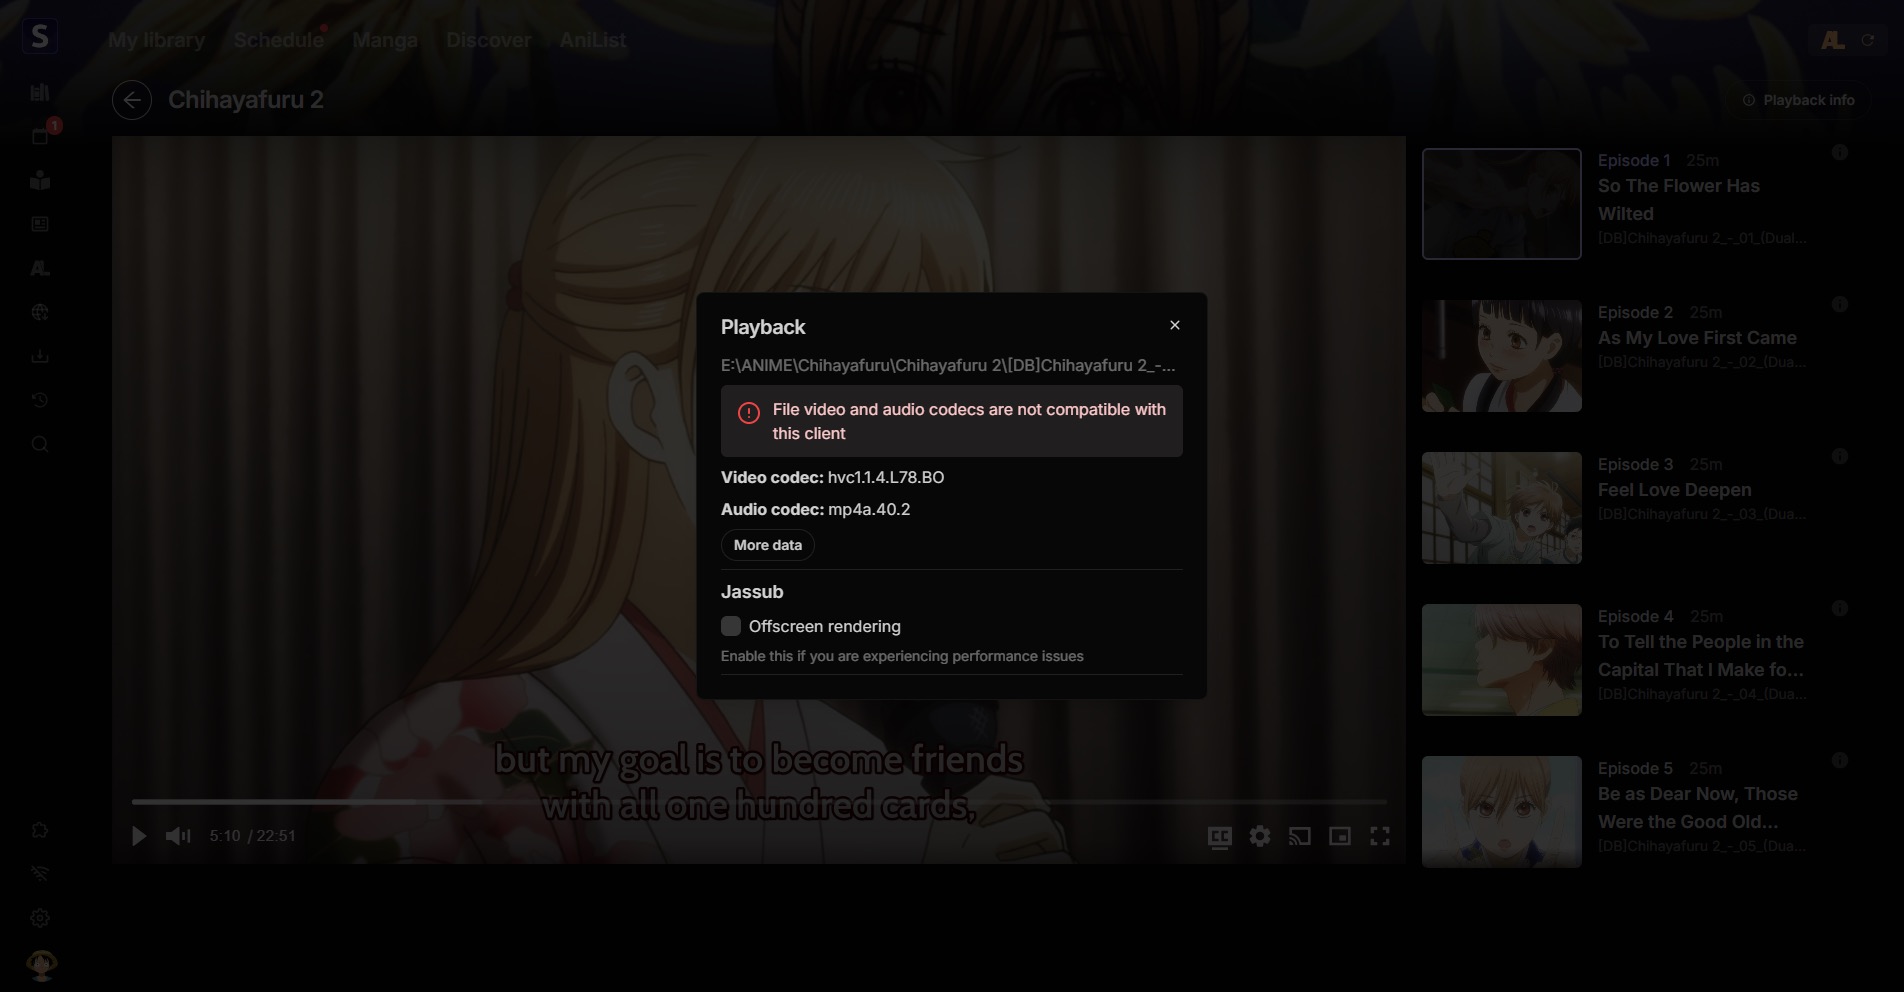 S
My library
Schedule
Manga
Discover
AniList
AL
Chihayafuru 2
Playback info
1
AL
Episode 1 25m
So The Flower Has
Wilted
[DB]Chihayafuru 2_-_01_(Dual...
Episode 2 25m
As My Love First Came
[DB]Chihayafuru 2_-_02_(Dua...
Episode 3 25m
Feel Love Deepen
[DB]Chihayafuru 2_-_03_(Dua...
Episode 4 25m
To Tell the People in the
Capital That I Make fo...
[DB]Chihayafuru 2_-_04_(Dua...
Episode 5 25m
Be as Dear Now, Those
Were the Good Old...
[DB]Chihayafuru 2_-_05_(Dua...
Playback
E:\ANIME\Chihayafuru\Chihayafuru 2\[DB]Chihayafuru 2_-...
File video and audio codecs are not compatible with
this client
Video codec: hvc1.1.4.L78.BO
Audio codec: mp4a.40.2
More data
Jassub
Offscreen rendering
Enable this if you are experiencing performance issues
but my goal is to become friends
with all one hundred cards,
5:10 / 22:51
CC